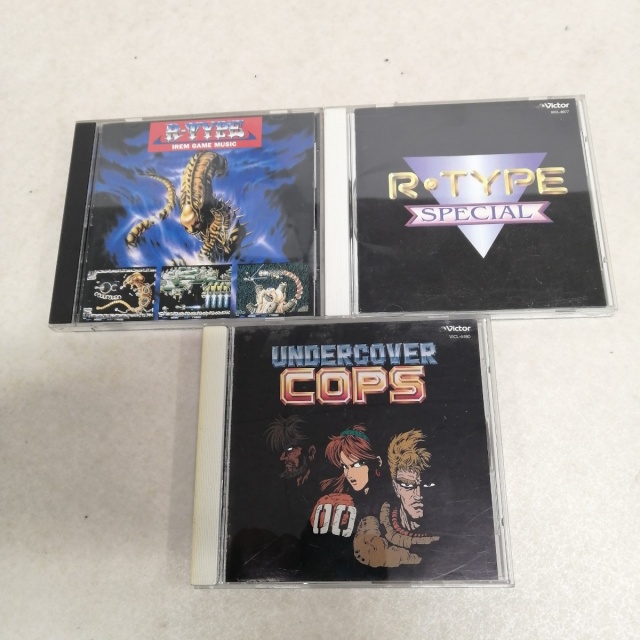 R-TYPE
IREM GAME MUSIC
Victor
R•TYPE
SPECIAL
Victor
UNDERCOVER
COPS
00